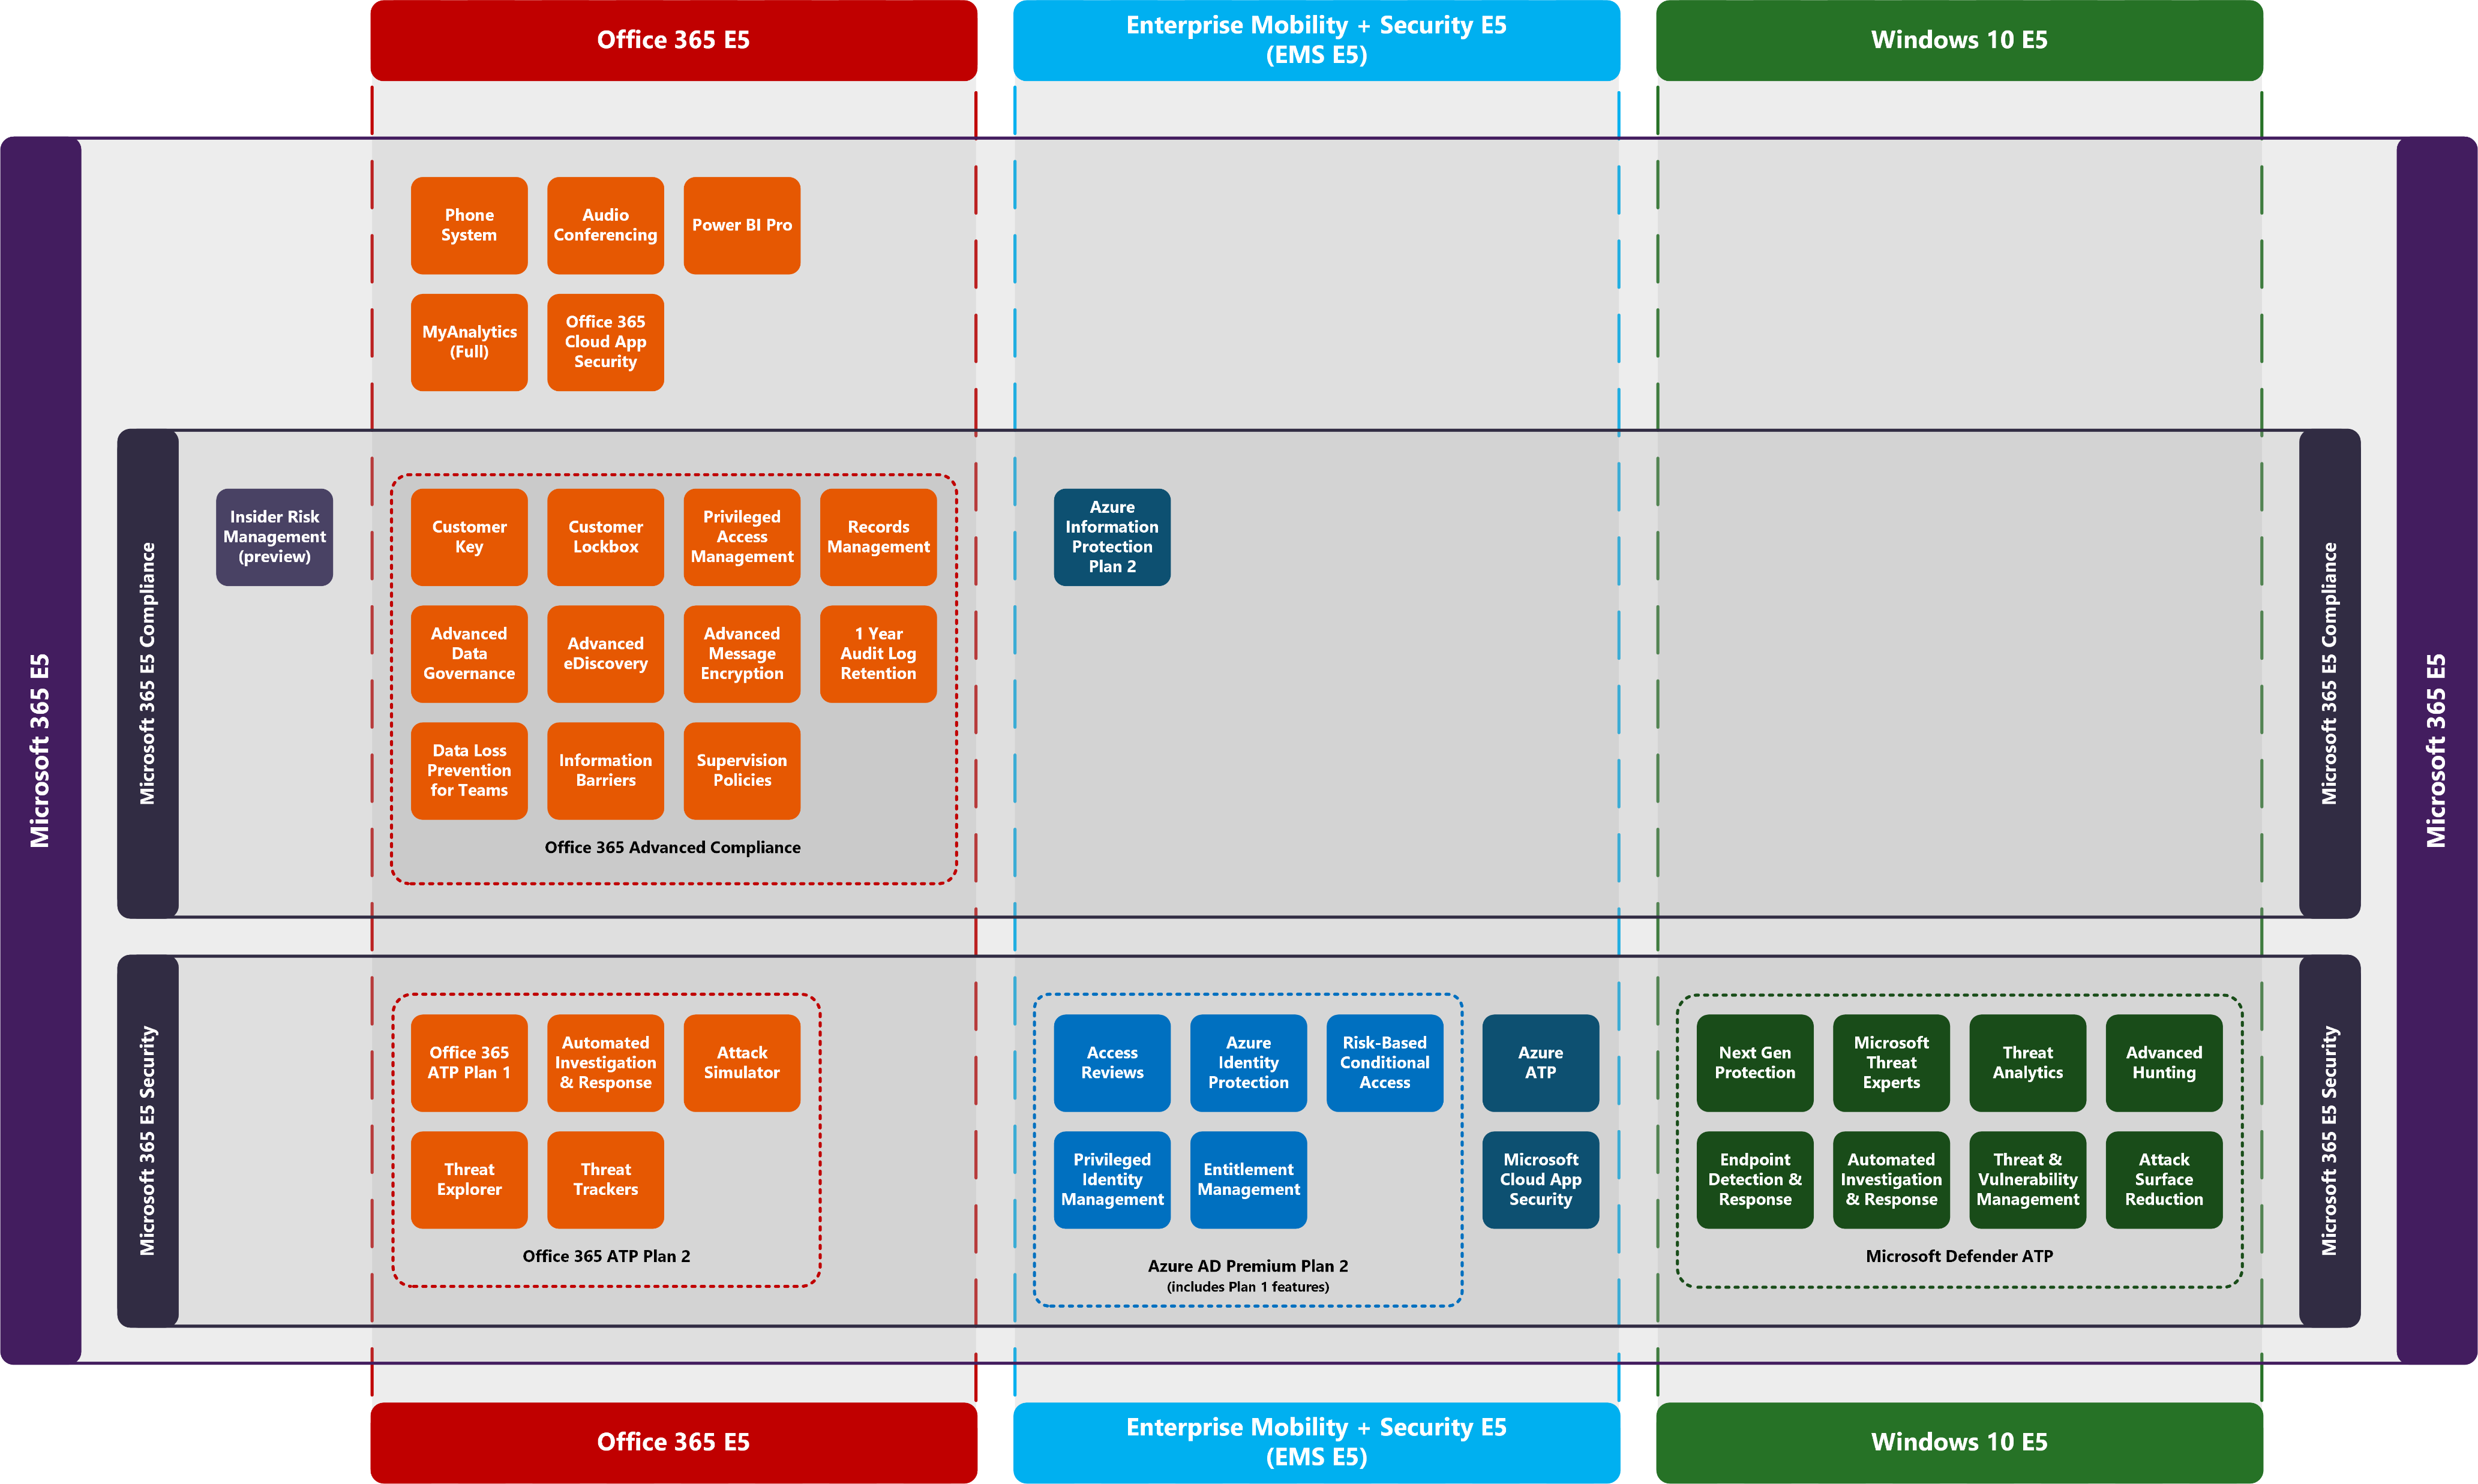 Office 365 E5
Enterprise Mobility + Security E5
(EMS E5)
Windows 10 E5
Microsoft 365 E5
Microsoft 365 E5
Phone
System
Audio
Conferencing
Power BI Pro
MyAnalytics
(Full)
Office 365
Cloud App
Security
Microsoft 365 E5 Compliance
Microsoft 365 E5 Compliance
Insider Risk
Management
(preview)
Customer
Key
Customer
Lockbox
Privileged
Access
Management
Records
Management
Advanced
Data
Governance
Advanced
eDiscovery
Advanced
Message
Encryption
1 Year
Audit Log
Retention
Data Loss
Prevention
for Teams
Information
Barriers
Supervision
Policies
Office 365 Advanced Compliance
Azure
Information
Protection
Plan 2
Microsoft 365 E5 Security
Microsoft 365 E5 Security
Office 365
ATP Plan 1
Automated
Investigation
& Response
Attack
Simulator
Threat
Explorer
Threat
Trackers
Office 365 ATP Plan 2
Access
Reviews
Azure
Identity
Protection
Risk-Based
Conditional
Access
Privileged
Identity
Management
Entitlement
Management
Azure AD Premium Plan 2
(includes Plan 1 features)
Azure
ATP
Microsoft
Cloud App
Security
Next Gen
Protection
Microsoft
Threat
Experts
Threat
Analytics
Advanced
Hunting
Endpoint
Detection &
Response
Automated
Investigation
& Response
Threat &
Vulnerability
Management
Attack
Surface
Reduction
Microsoft Defender ATP
Office 365 E5
Enterprise Mobility + Security E5
(EMS E5)
Windows 10 E5